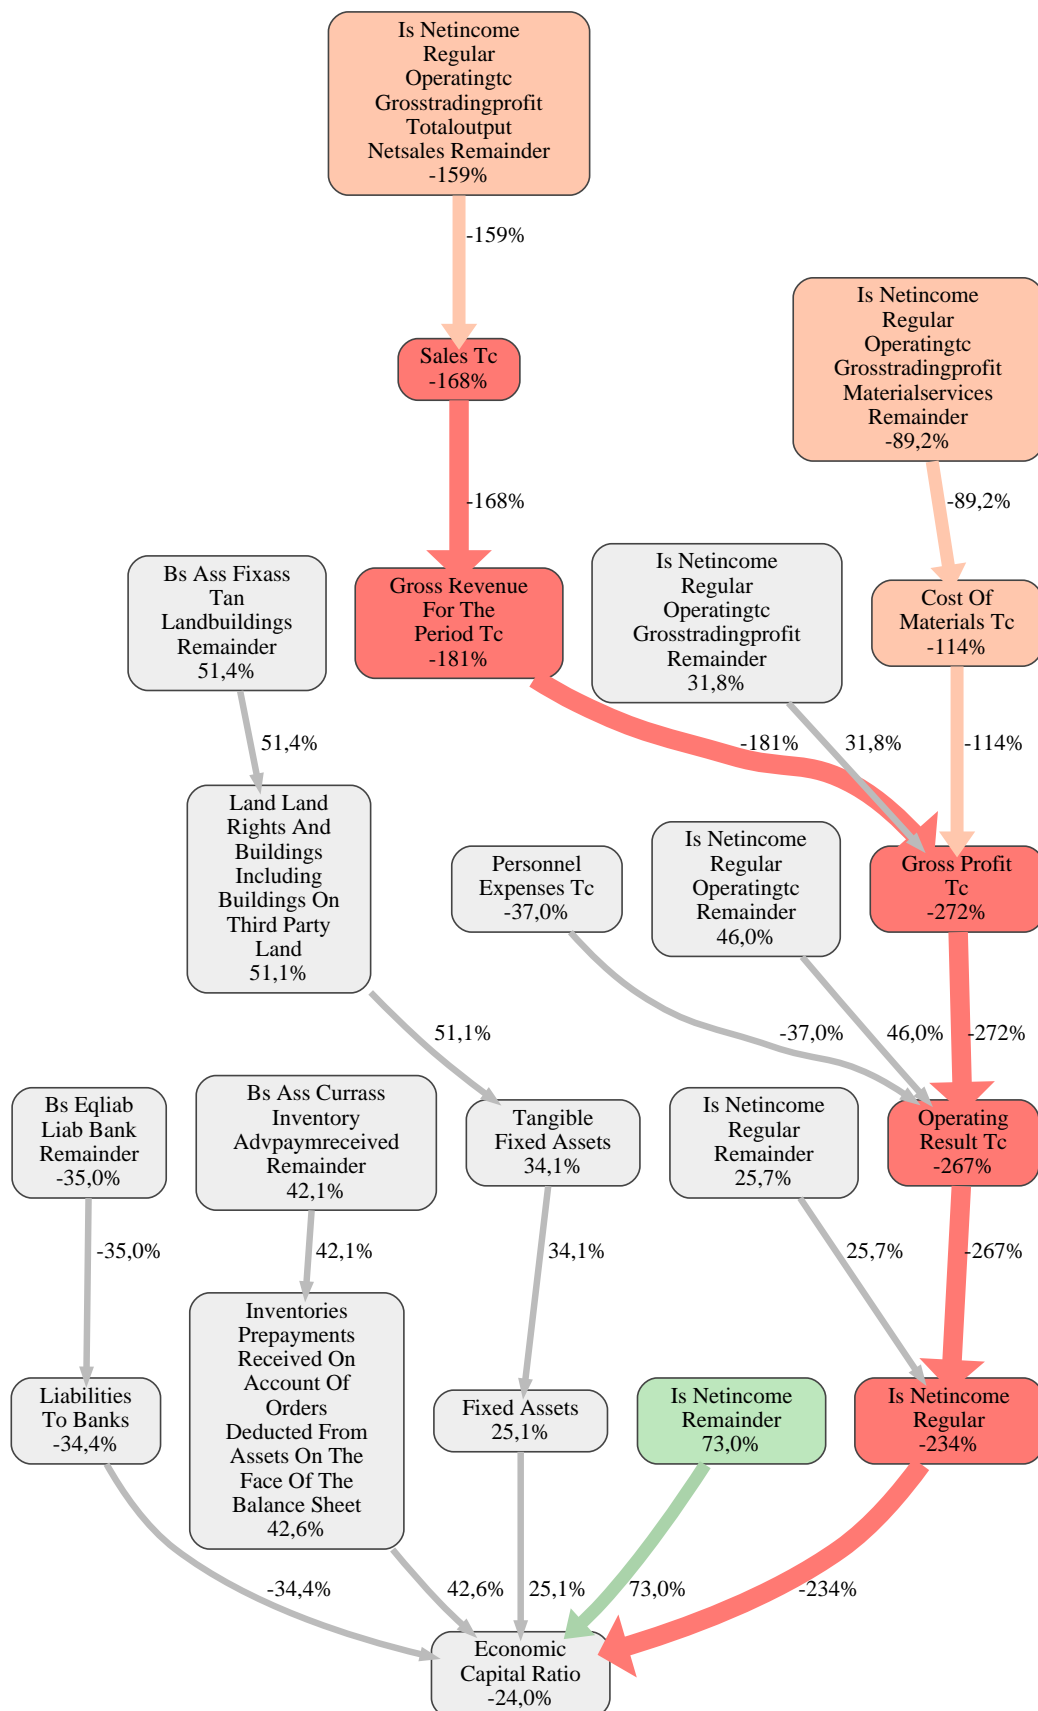 Is Netincome
Regular
Operatingtc
Grosstradingprofit
Totaloutput
Netsales Remainder
-159%
-159%
Is Netincome
Regular
Operatingtc
Grosstradingprofit
Materialservices
Remainder
-89,2%
Sales Tc
-168%
-168%
-89,2%
Bs Ass Fixass
Tan
Landbuildings
Remainder
51,4%
Gross Revenue
For The
Period Tc
-181%
Is Netincome
Regular
Operatingtc
Grosstradingprofit
Remainder
31,8%
Cost Of
Materials Tc
-114%
51,4%
-181%
31,8%
-114%
Land Land
Rights And
Buildings
Including
Buildings On
Third Party
Land
51,1%
Personnel
Expenses Tc
-37,0%
Is Netincome
Regular
Operatingtc
Remainder
46,0%
Gross Profit
Tc
-272%
51,1%
-37,0%
46,0%
-272%
Bs Eqliab
Liab Bank
Remainder
-35,0%
Bs Ass Currass
Inventory
Advpaymreceived
Remainder
42,1%
Tangible
Fixed Assets
34,1%
Is Netincome
Regular
Remainder
25,7%
Operating
Result Tc
-267%
-35,0%
42,1%
34,1%
25,7%
-267%
Liabilities
To Banks
-34,4%
Inventories
Prepayments
Received On
Account Of
Orders
Deducted From
Assets On The
Face Of The
Balance Sheet
42,6%
Fixed Assets
25,1%
Is Netincome
Remainder
73,0%
Is Netincome
Regular
-234%
-34,4%
42,6%
25,1%
73,0%
-234%
Economic
Capital Ratio
-24,0%